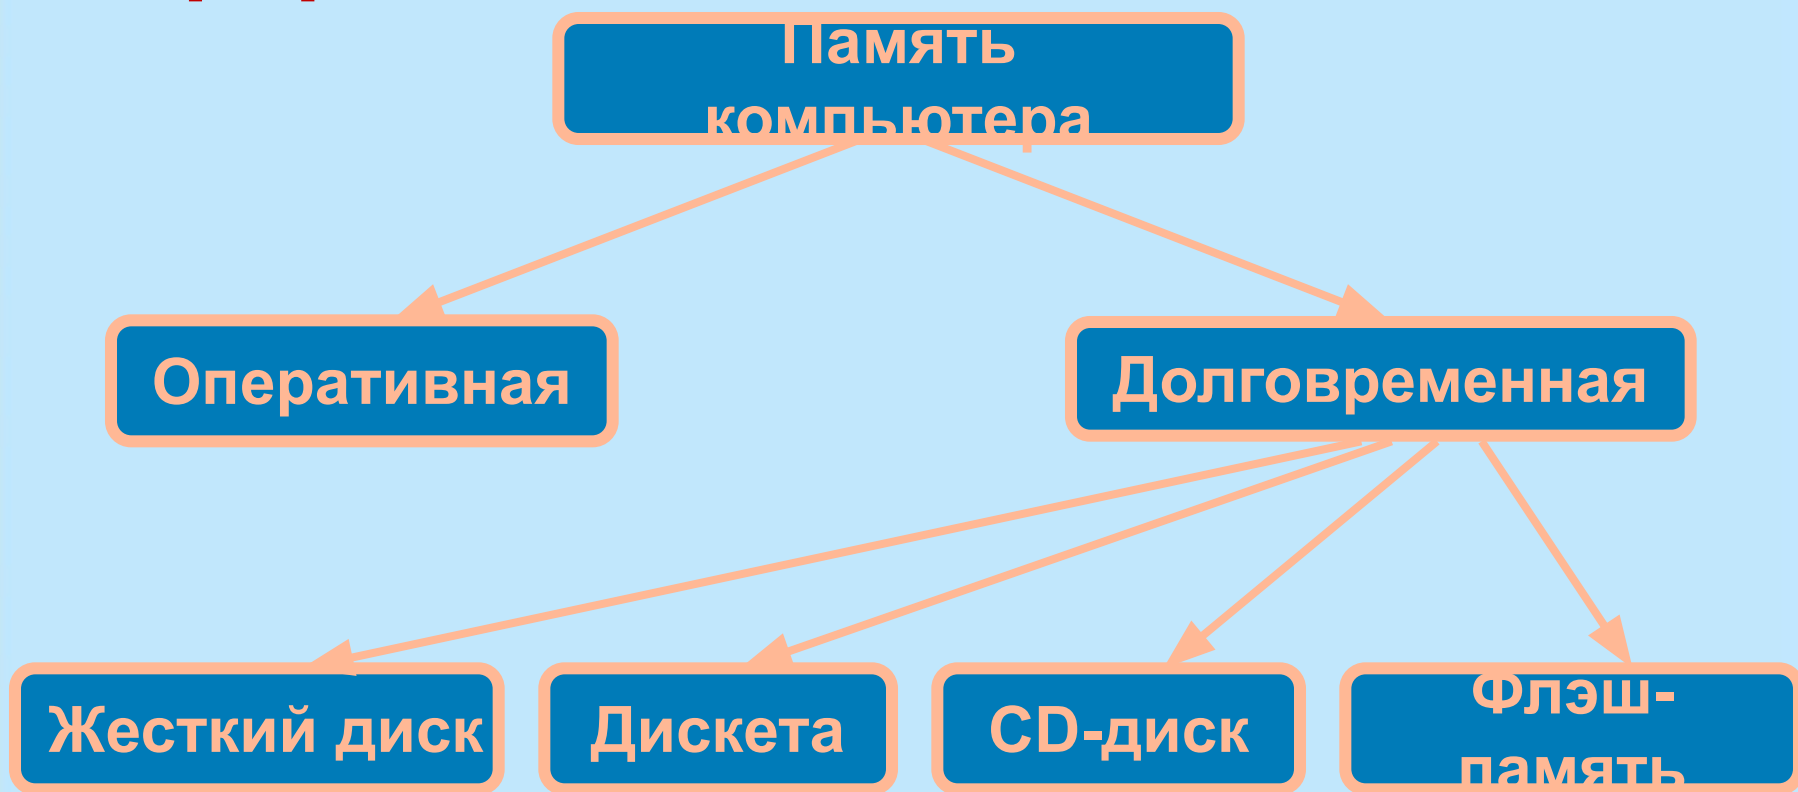 Память
компьютера
Оперативная
Долговременная
Жесткий диск
Дискета
CD-диск
Флэш-
память